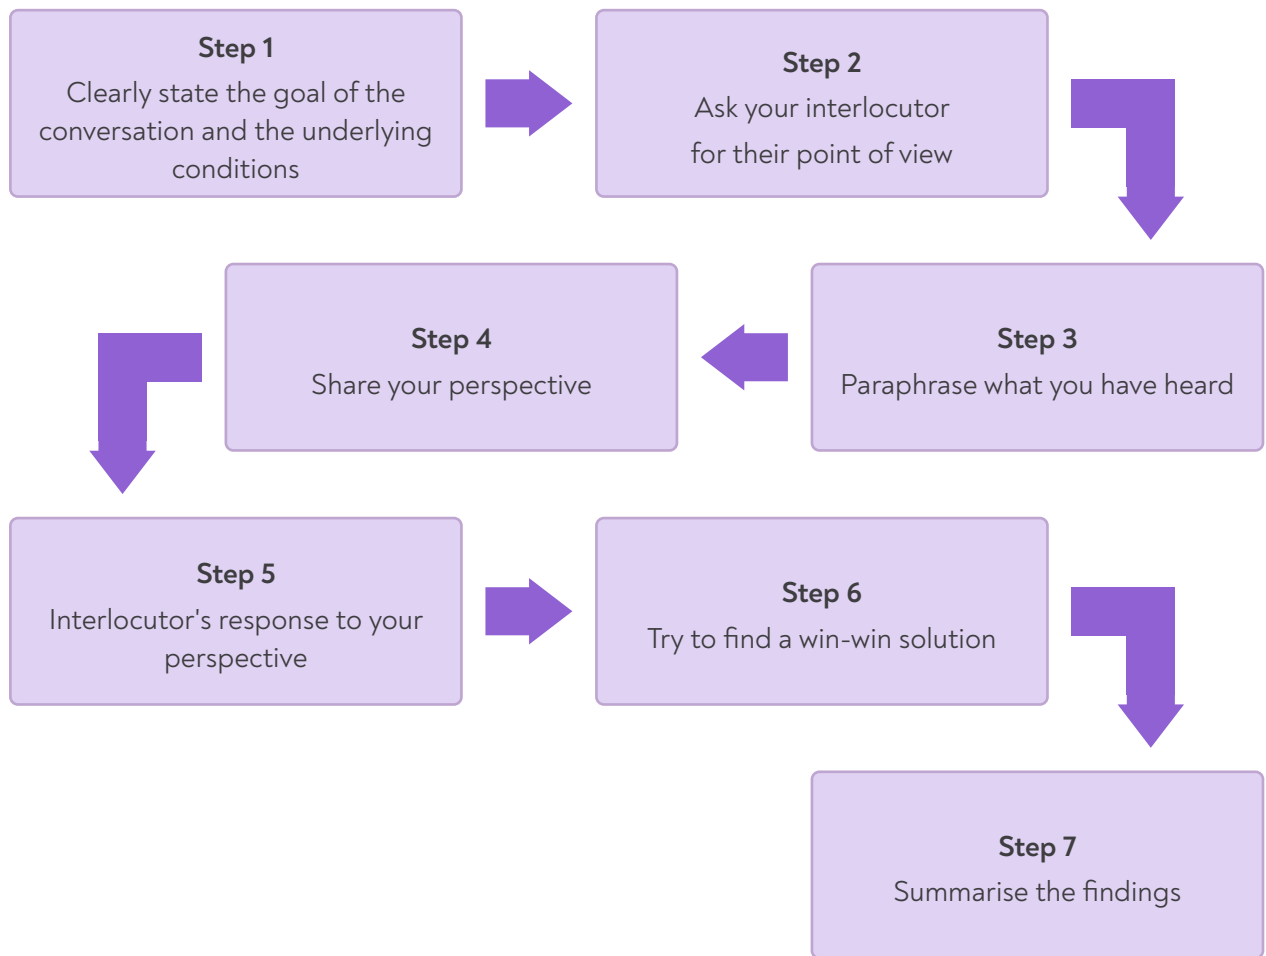 Step 1
Clearly state the goal of the
conversation and the underlying
conditions
Step 2
Ask your interlocutor
for their point of view
Step 3
Paraphrase what you have heard
Step 4
Share your perspective
Step 5
Interlocutor's response to your
perspective
Step 6
Try to find a win-win solution
Step 7
Summarise the findings